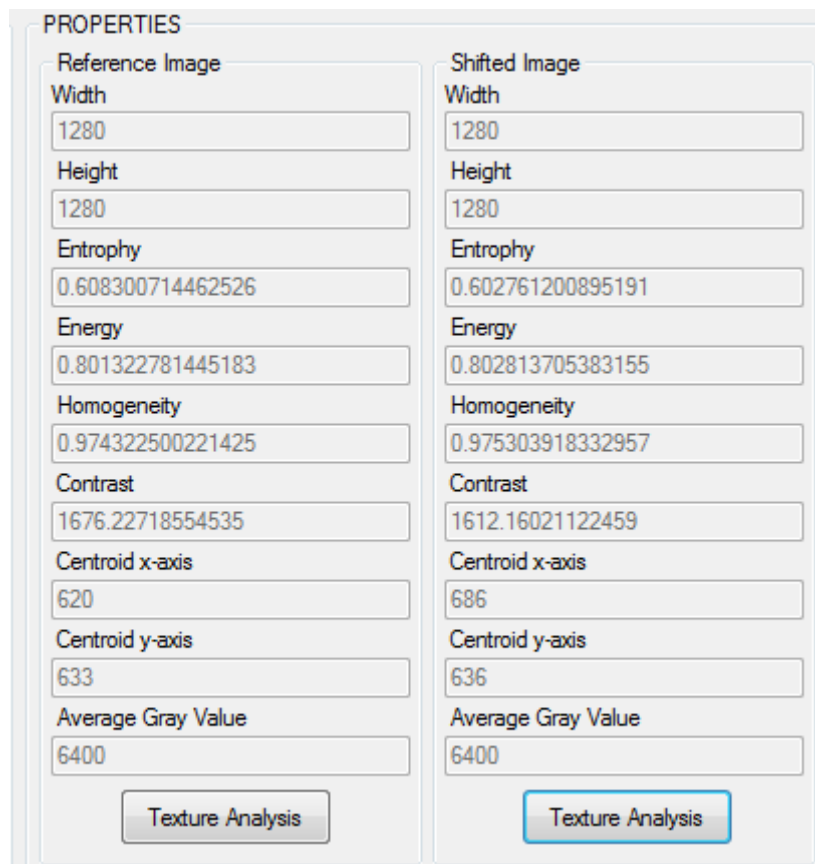 PROPERTIES
Reference Image
Width
1280
Height
1280
Entrophy
0.608300714462526
Energy
0.801322781445183
Homogeneity
0.974322500221425
Contrast
1676.22718554535
Centroid x-axis
620
Centroid y-axis
633
Average Gray Value
6400
Texture Analysis
Shifted Image
Width
1280
Height
1280
Entrophy
0.602761200895191
Energy
0.802813705383155
Homogeneity
0.975303918332957
Contrast
1612.16021122459
Centroid x-axis
686
Centroid y-axis
636
Average Gray Value
6400
Texture Analysis